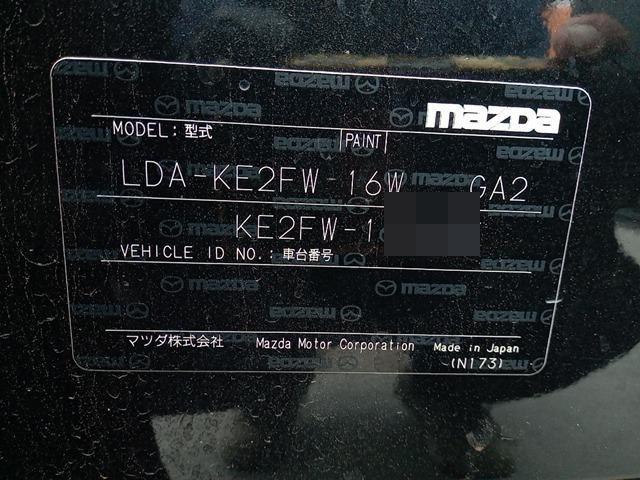 mazda
MODEL: 型式 PAINT
LDA-KE2FW-16W GA2
KE2FW-1
VEHICLE ID NO.: 車台番号
マツダ株式会社 Mazda Motor Corporation Made in Japan
(N173)